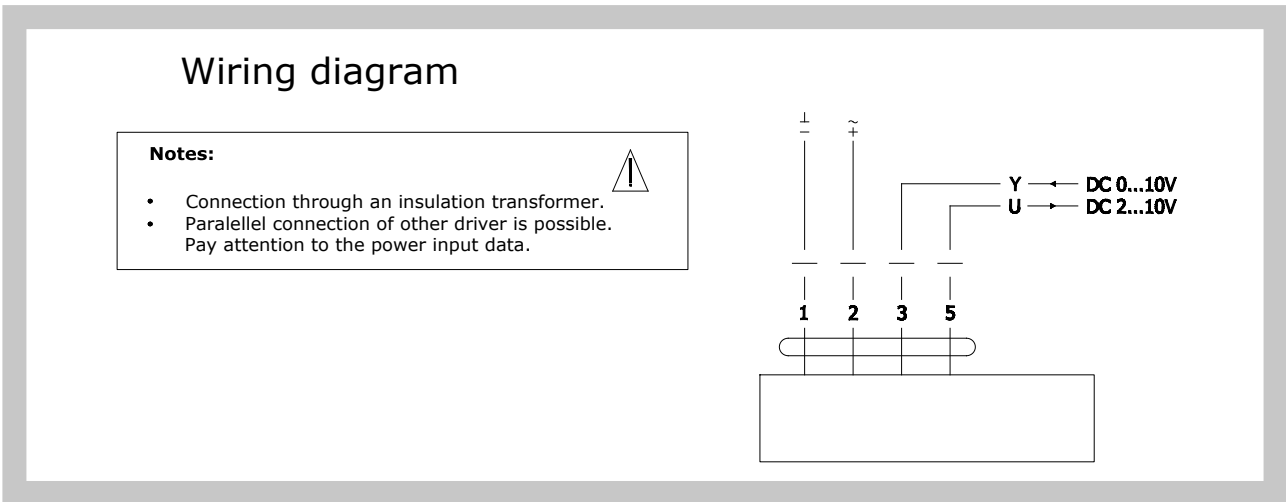 Wiring diagram
Notes:
• Connection through an insulation transformer.
• Paralellel connection of other driver is possible.
Pay attention to the power input data.
⊥ ~
− +
Y DC 0...10V
U DC 2...10V
1 2 3 5